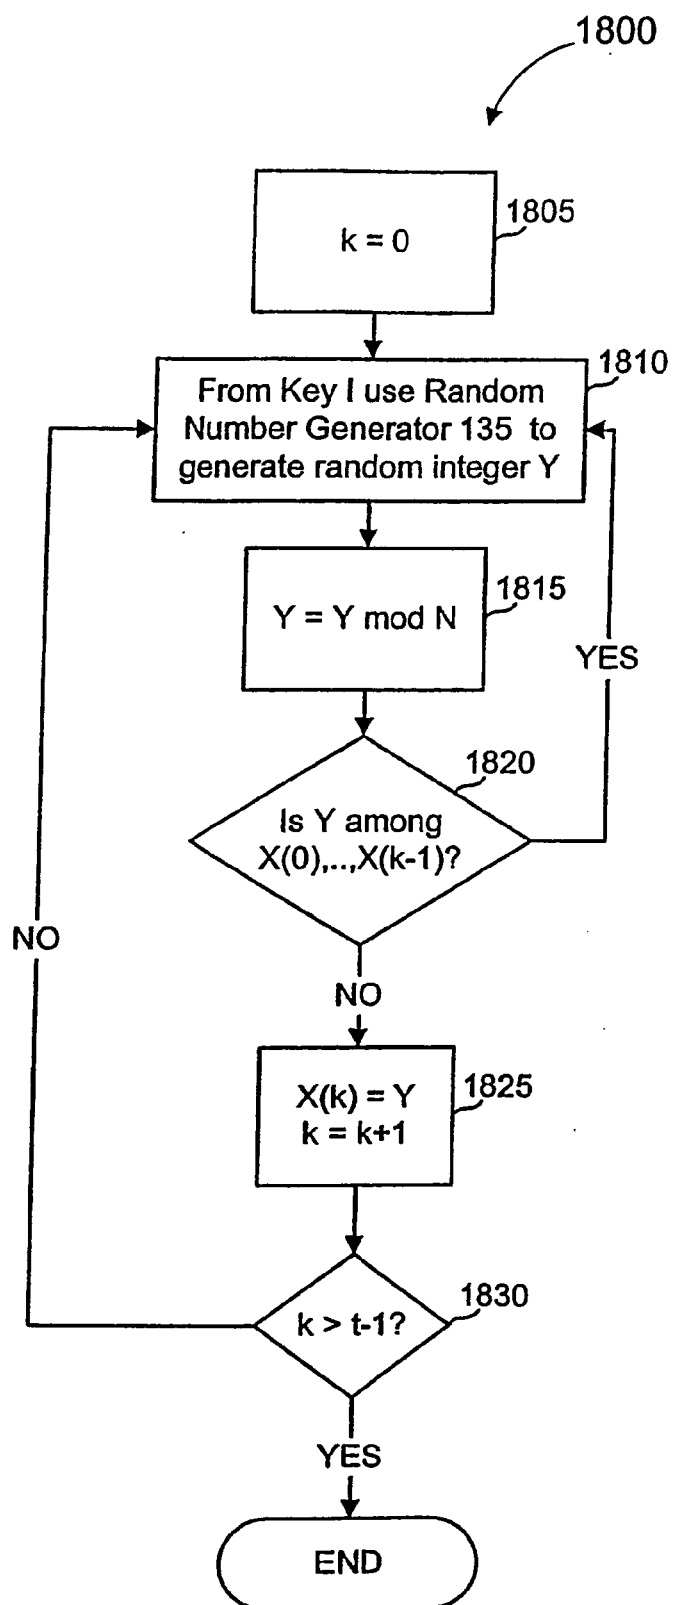 1800
k = 0
1805
1810
From Key I use Random
Number Generator 135 to
generate random integer Y
Y = Y mod N
1815
YES
1820
Is Y among
X(0),..,X(k-1)?
NO
NO
X(k) = Y
k = k+1
1825
k > t-1?
1830
YES
END